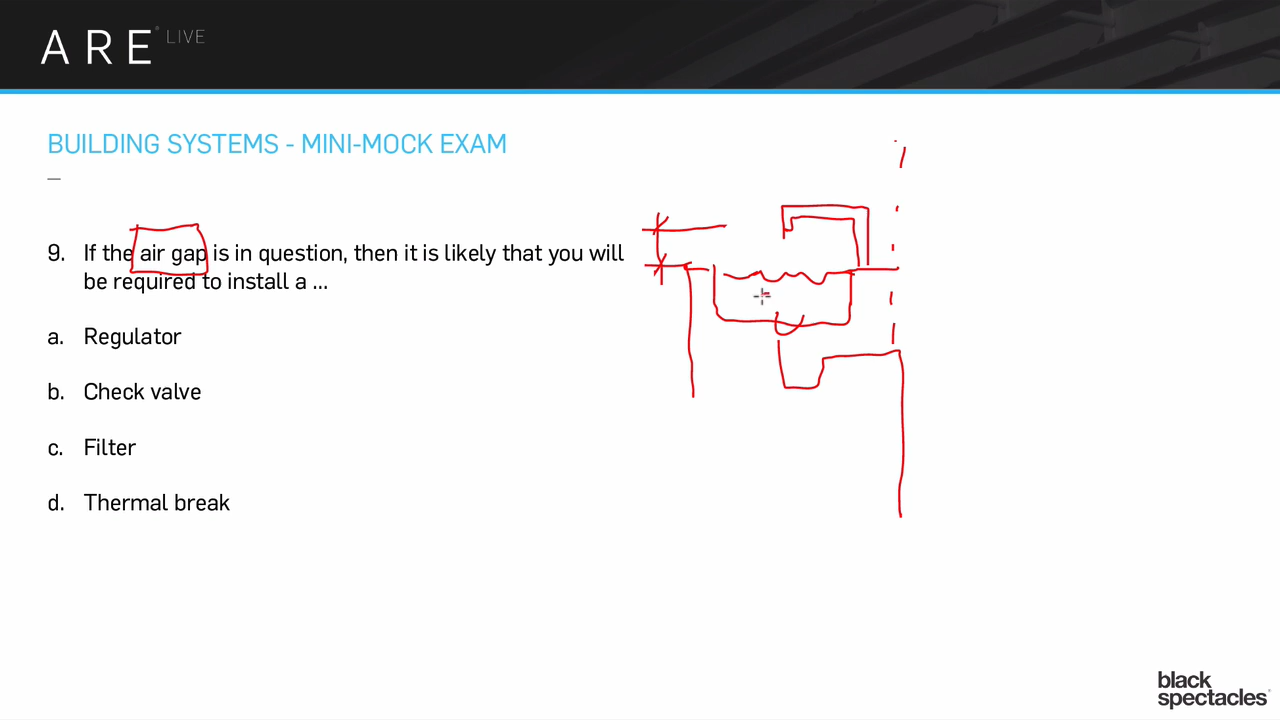 ARE® LIVE
BUILDING SYSTEMS - MINI-MOCK EXAM
9. If the air gap is in question, then it is likely that you will
be required to install a ...
a. Regulator
b. Check valve
c. Filter
d. Thermal break
black
spectacles®